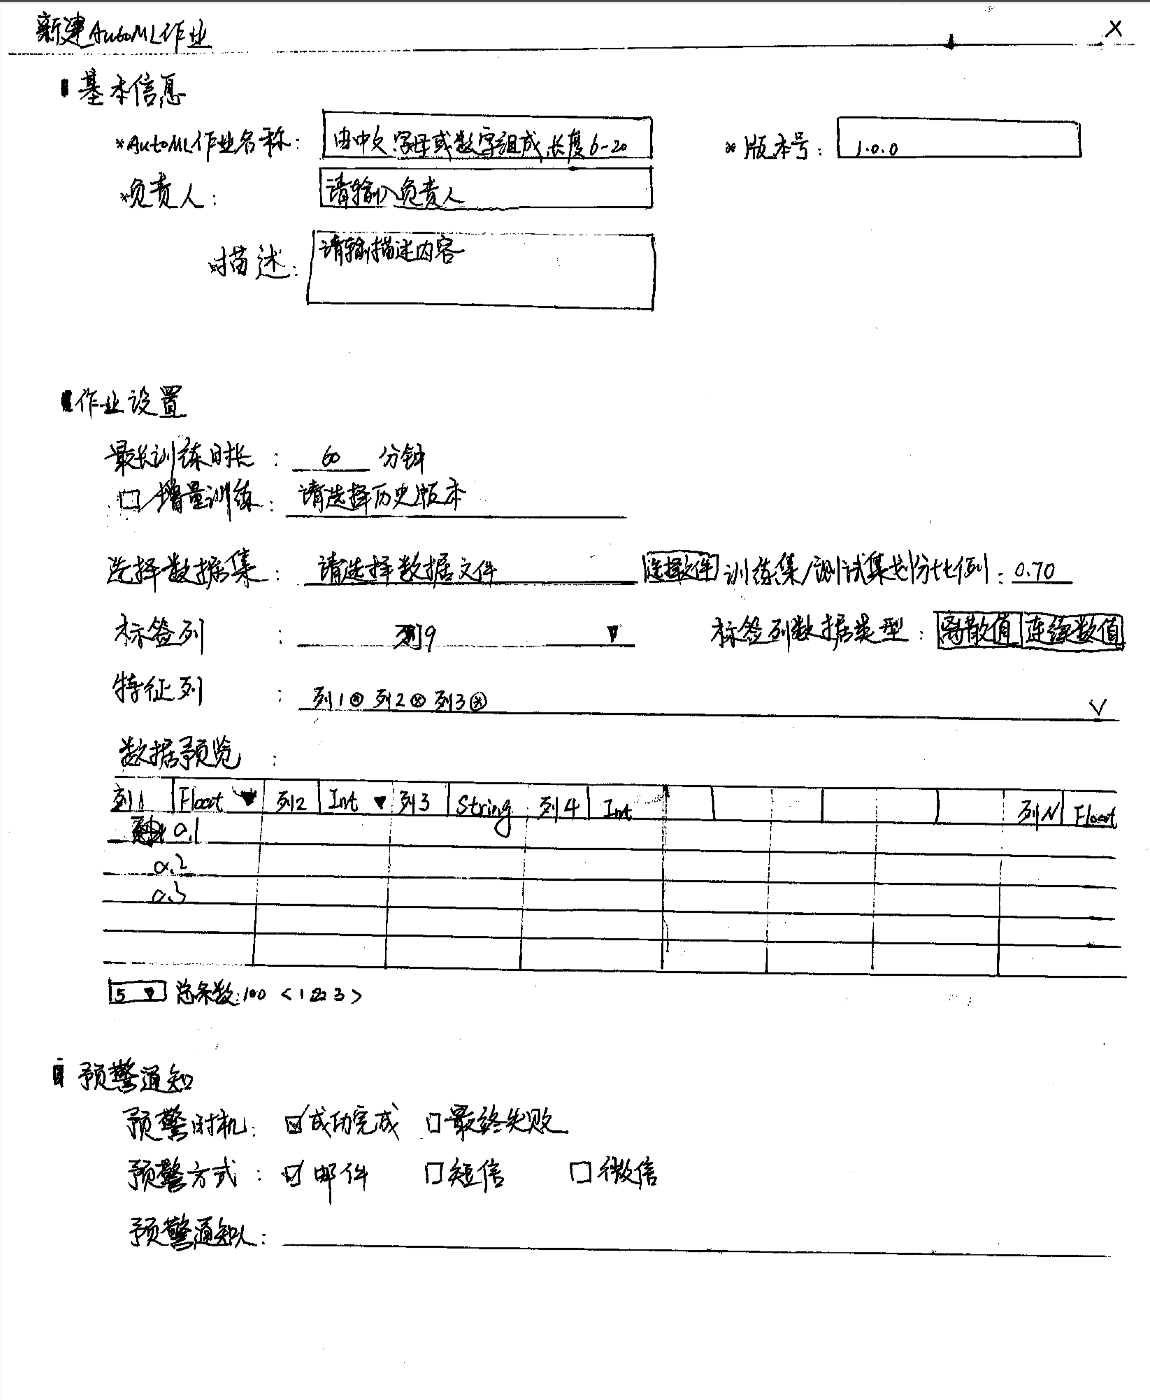 新建AutoML作业 X
基本信息
*AutoML作业名称: 由中文.字母或数字组成,长度6-20 *版本号: 1.0.0
*负责人: 请输入负责人
描述: 请输描述内容
作业设置
最长训练时长: 60 分钟
增量训练: 请选择历史版本
选择数据集: 请选择数据文件 选择文件 训练集/测试集划分比例: 0.70
标签列 : 列9 标签列数据类型: 离散值 连续数值
特征列 : 列1 列2 列3
数据预览 :
列1 Float 列2 Int 列3 String 列4 Int 列N Float
0.1
0.2
0.3
5 总条数:100 < 1 2 3 >
预警通知
预警时机: 成功完成 最终失败
预警方式: 邮件 短信 微信
预警通知人: